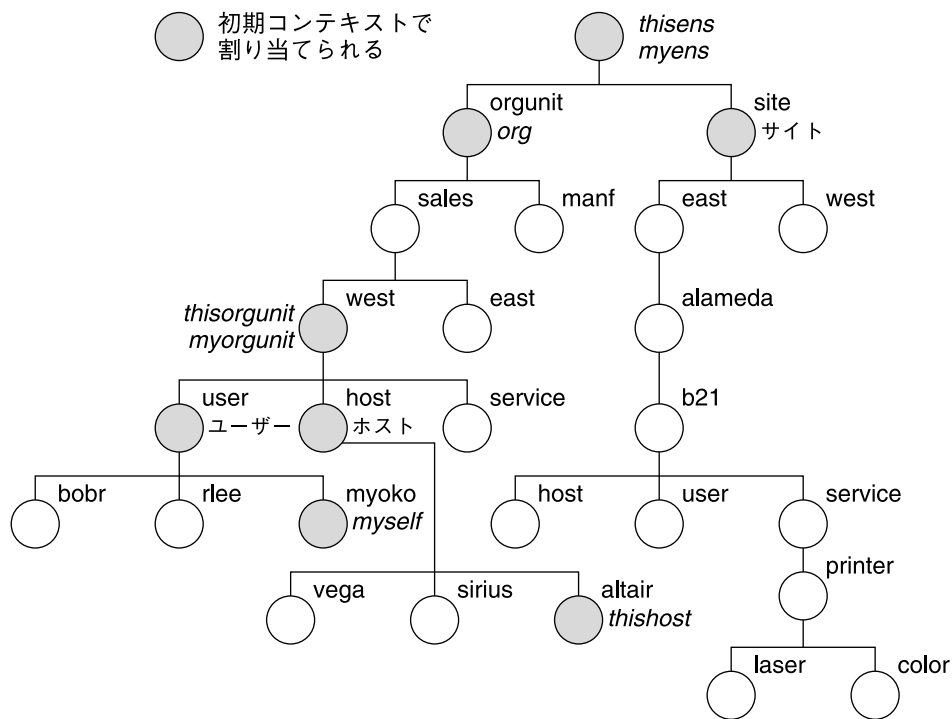 初期コンテキストで
割り当てられる
thisens
myens
orgunit
org
site
サイト
sales
manf
east
west
thisorgunit
myorgunit
west
east
alameda
user
ユーザー
host
ホスト
service
b21
bobr
rlee
myoko
myself
host
user
service
vega
sirius
altair
thishost
printer
laser
color